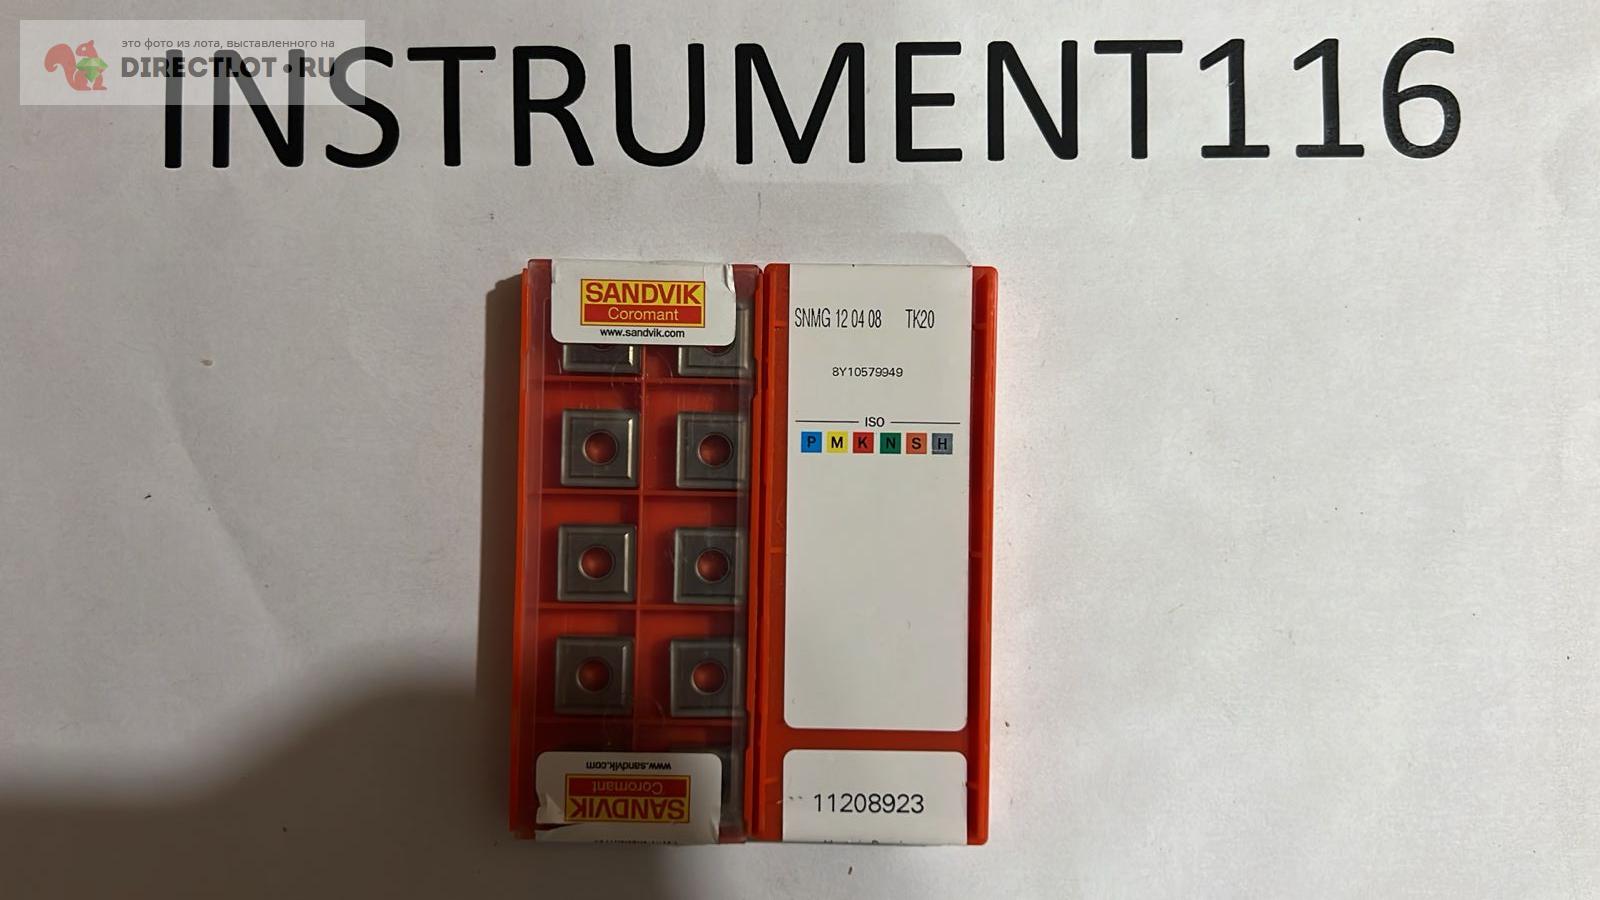 это фото из лота, выставленного на
DIRECTLOT.RU
INSTRUMENT116
SANDVIK
Coromant
www.sandvik.com
SNMG 12 04 08 TK20
8Y10579949
ISO
P M K N S H
www.sandvik.com
Coromant
SANDVIK
11208923